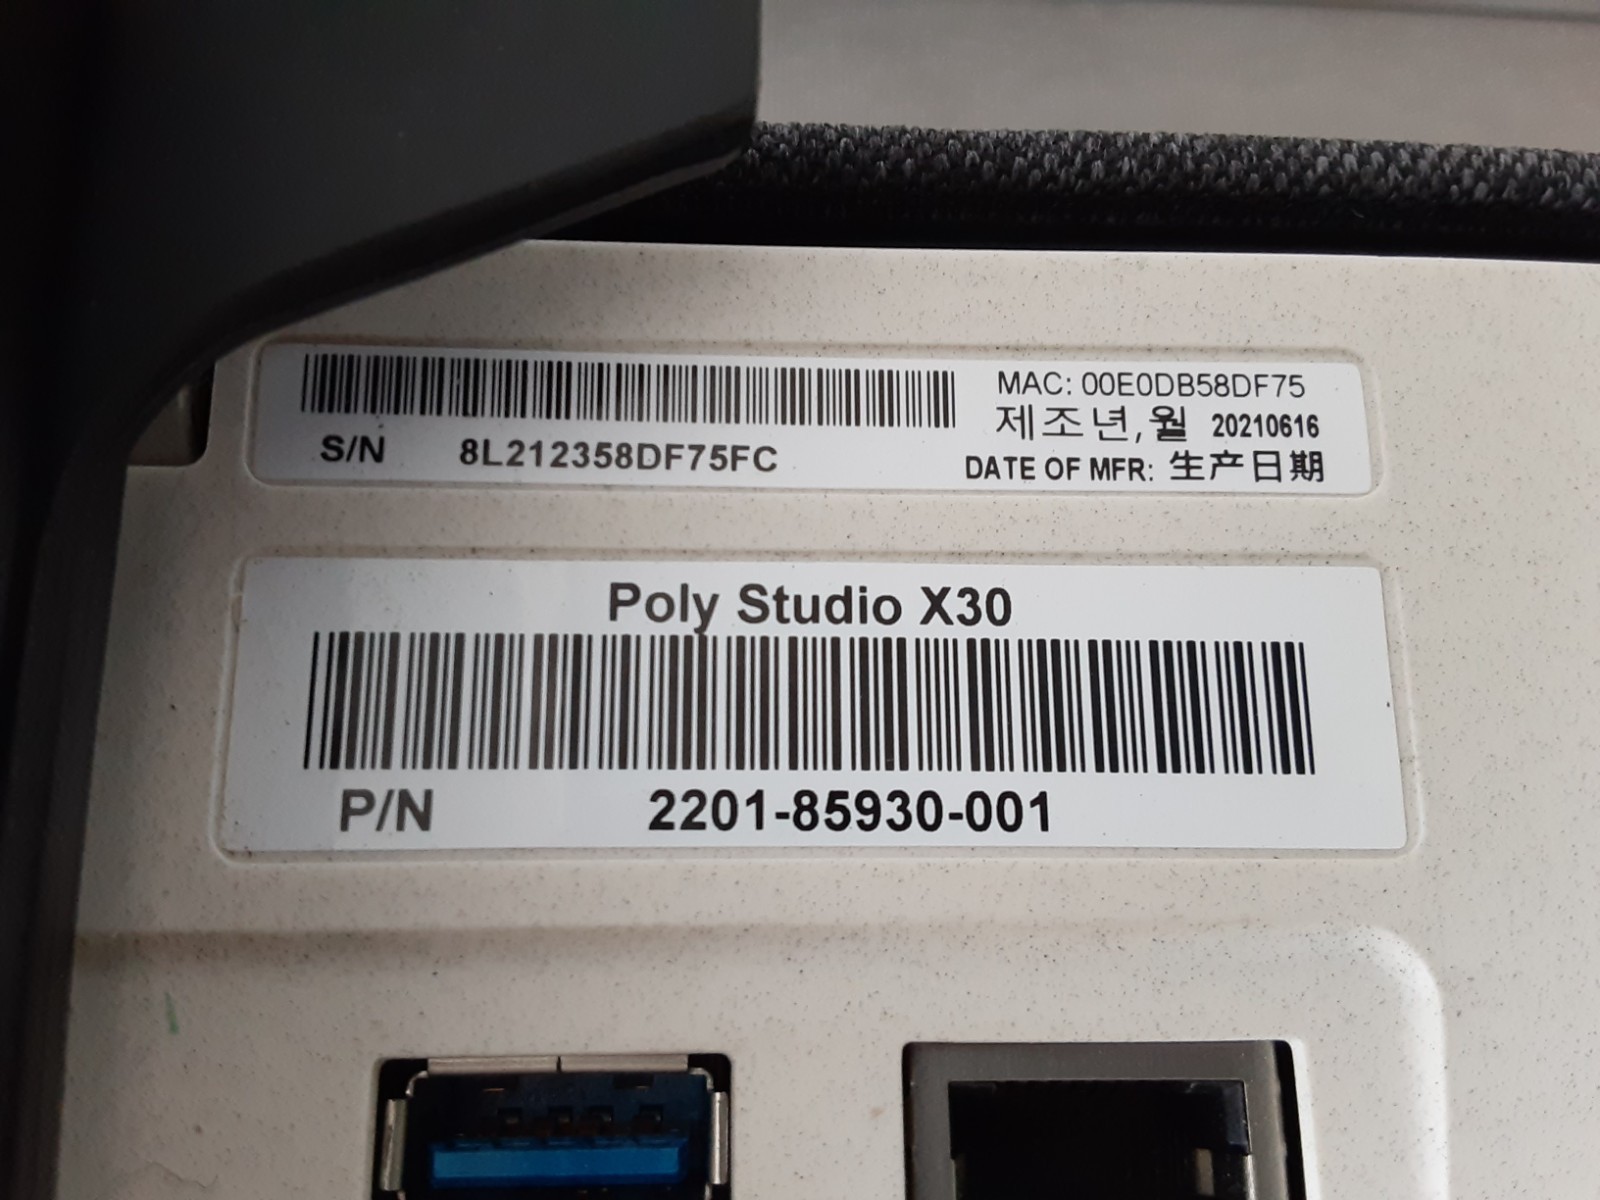 MAC: 00E0DB58DF75
제조년,월 20210616
S/N 8L212358DF75FC
DATE OF MFR: 生产日期
Poly Studio X30
P/N 2201-85930-001